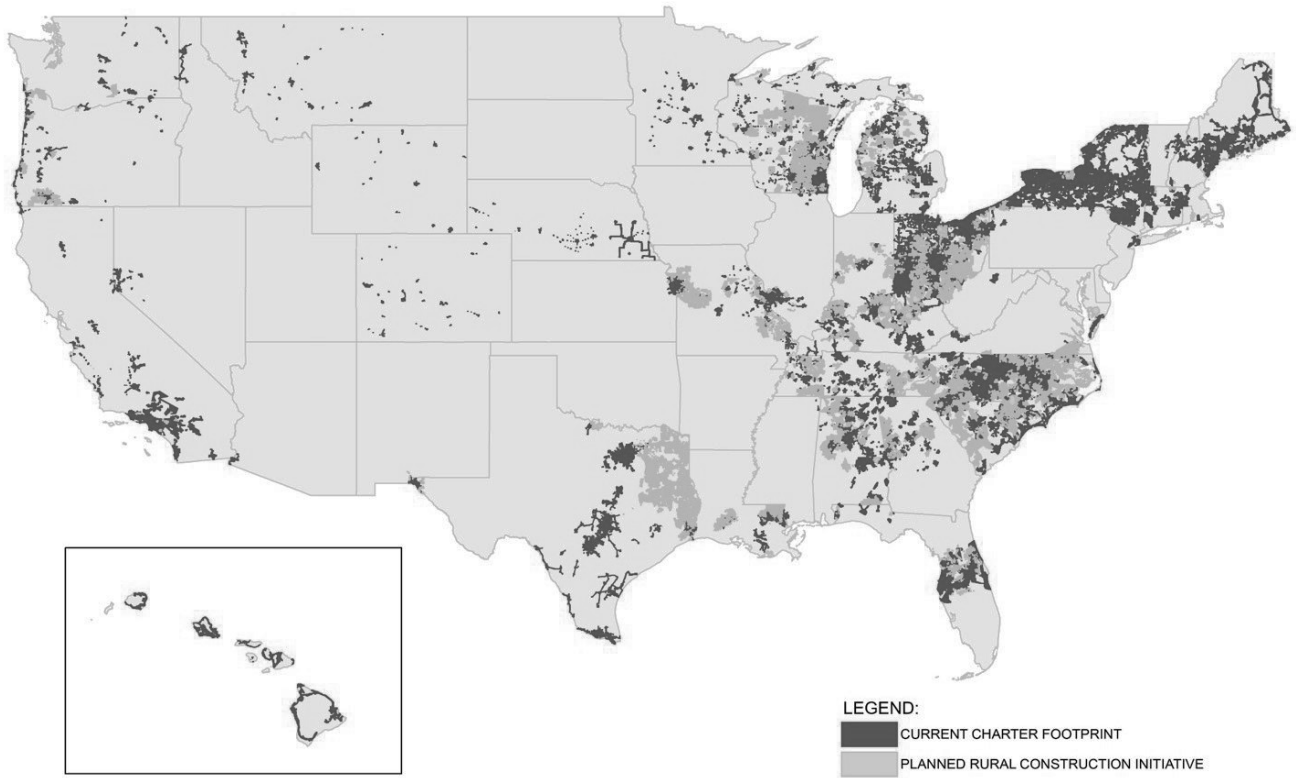 LEGEND:
CURRENT CHARTER FOOTPRINT
PLANNED RURAL CONSTRUCTION INITIATIVE